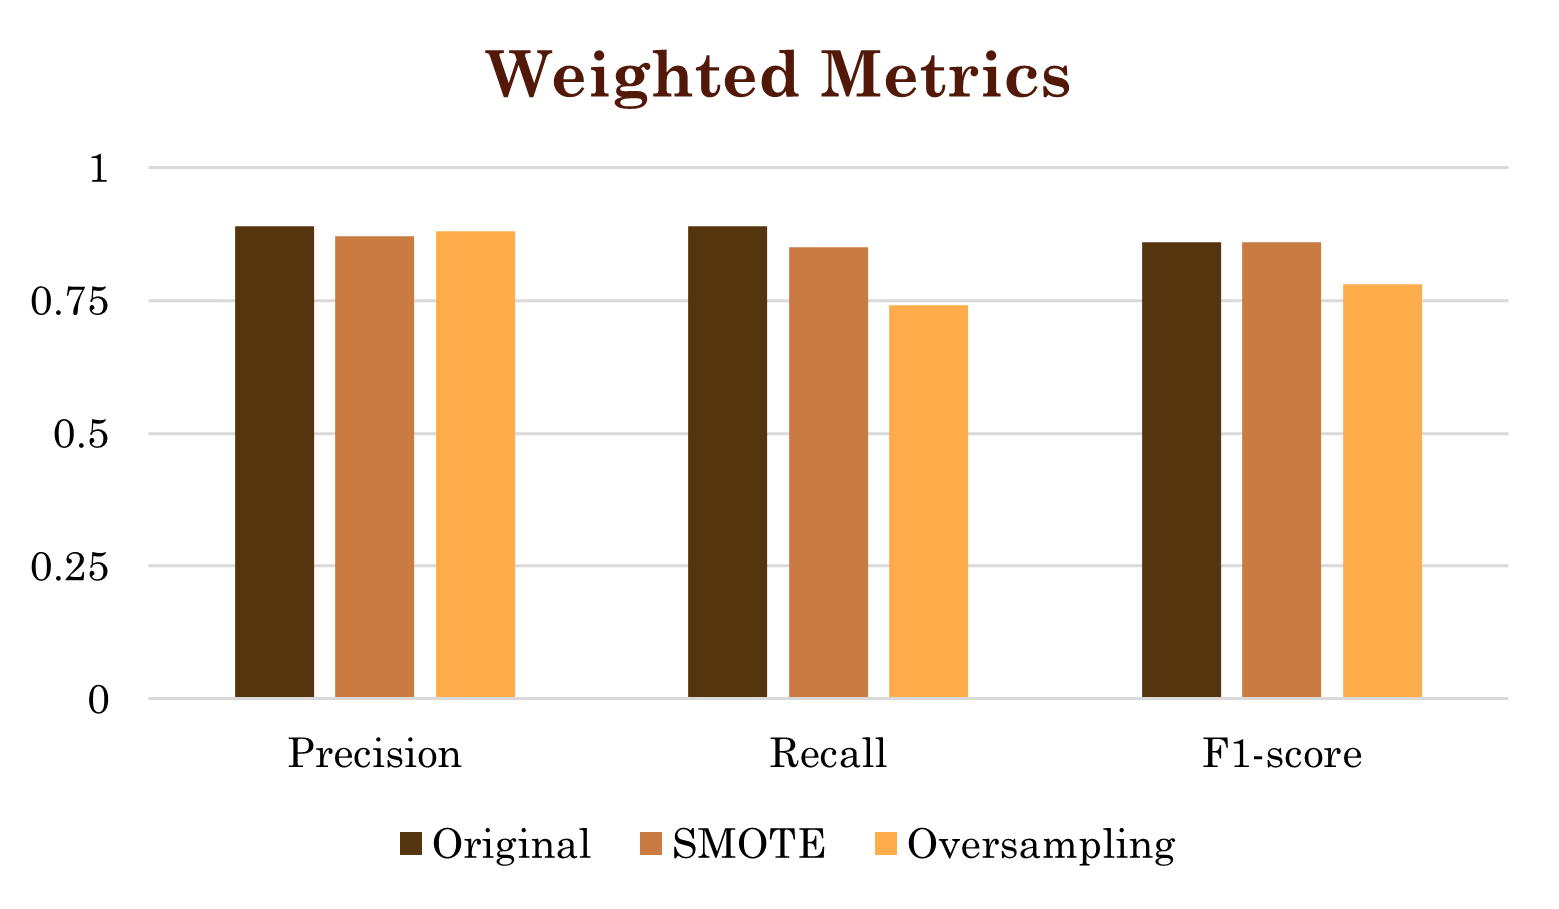 Weighted Metrics
1
0.75
0.5
0.25
0
Precision Recall F1-score
Original SMOTE Oversampling